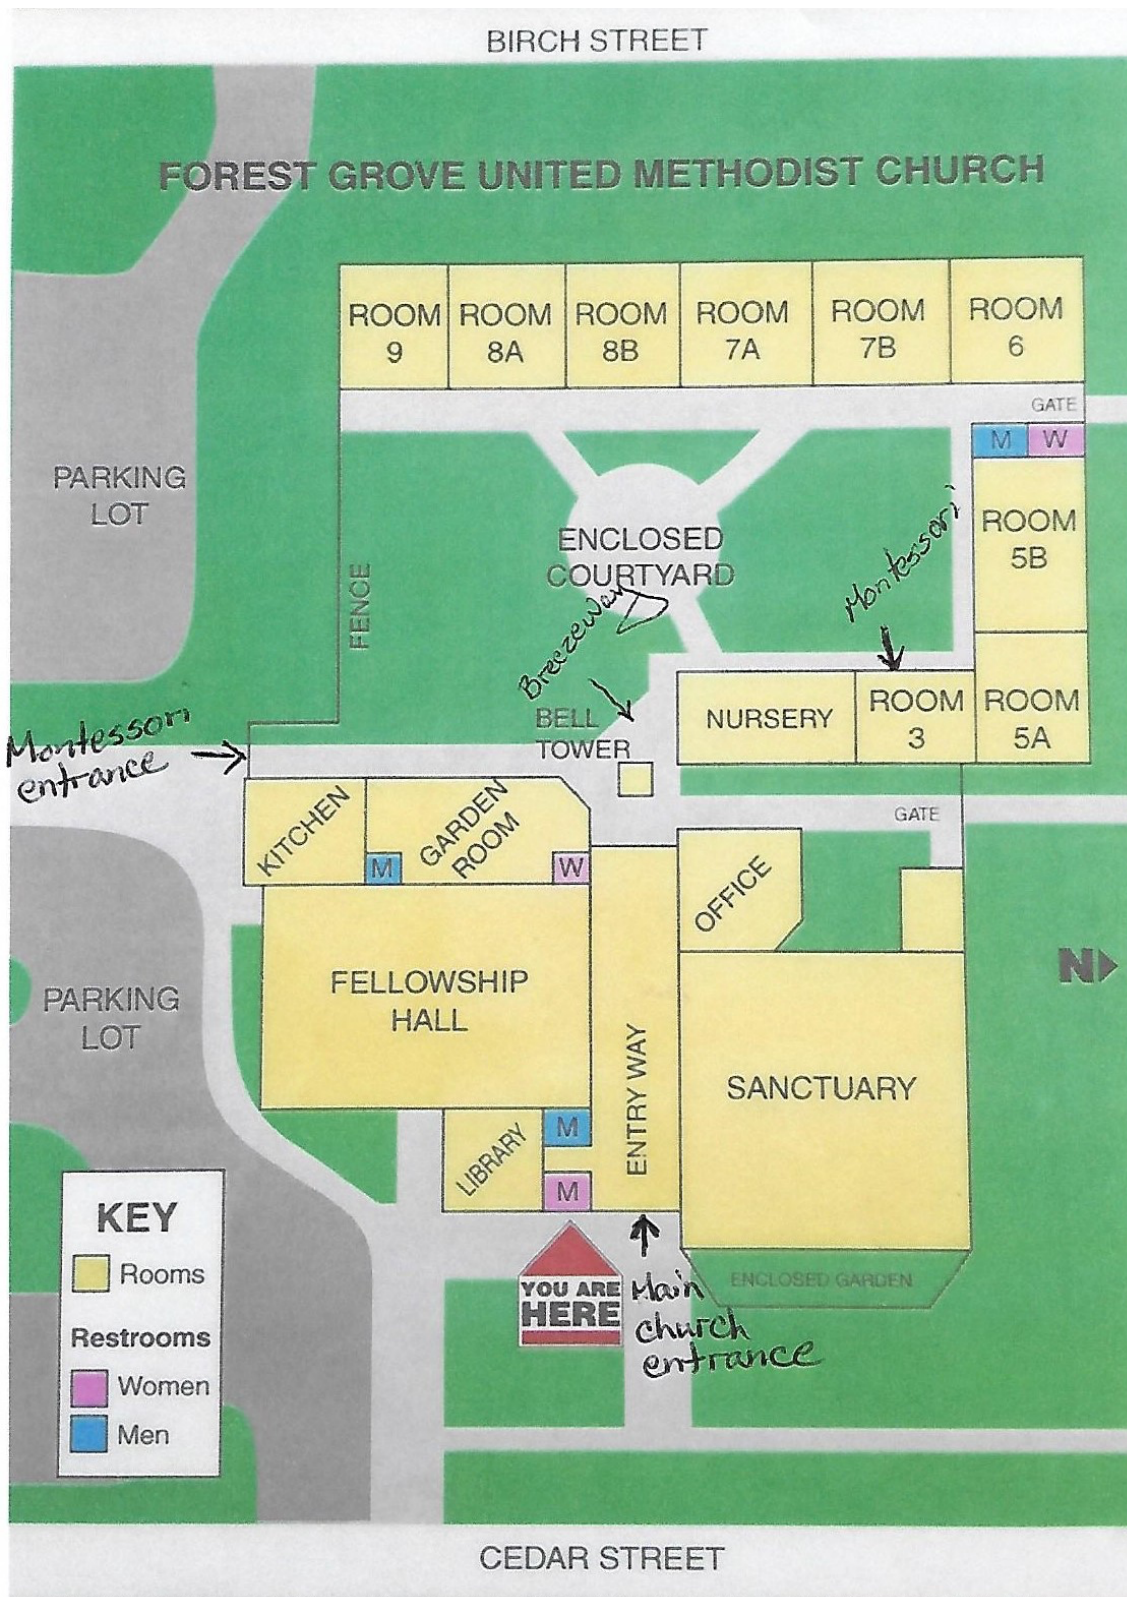 BIRCH STREET
FOREST GROVE UNITED METHODIST CHURCH
ROOM
9
ROOM
8A
ROOM
8B
ROOM
7A
ROOM
7B
ROOM
6
GATE
M
W
PARKING
LOT
ROOM
5B
ENCLOSED
COURTYARD
FENCE
Montessori
Breezeway
BELL
TOWER
NURSERY
ROOM
3
ROOM
5A
Montessori
entrance
KITCHEN
GARDEN
ROOM
M
W
GATE
OFFICE
N
FELLOWSHIP
HALL
PARKING
LOT
ENTRY WAY
SANCTUARY
LIBRARY
M
M
KEY
Rooms
Restrooms
Women
Men
YOU ARE
HERE
Main
church
entrance
ENCLOSED GARDEN
CEDAR STREET